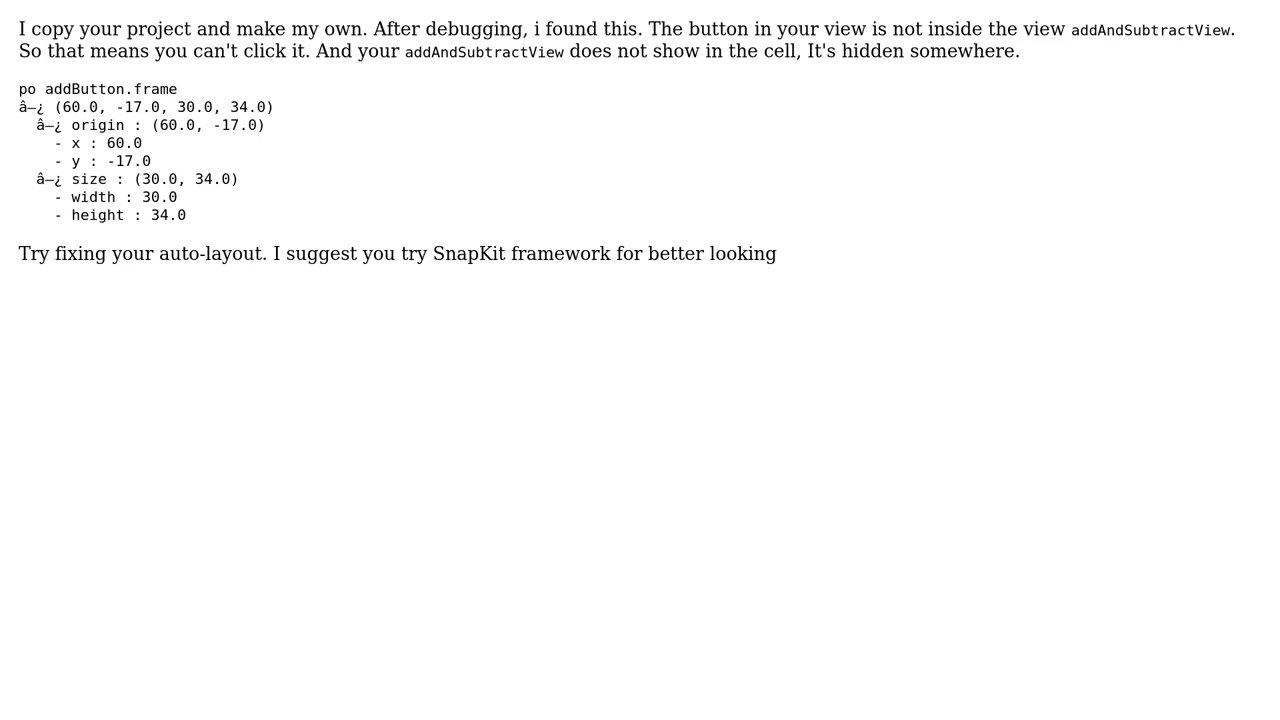 I copy your project and make my own. After debugging, i found this. The button in your view is not inside the view addAndSubtractView.
So that means you can't click it. And your addAndSubtractView does not show in the cell, It's hidden somewhere.
po addButton.frame
â–¿ (60.0, -17.0, 30.0, 34.0)
  â–¿ origin : (60.0, -17.0)
    - x : 60.0
    - y : -17.0
  â–¿ size : (30.0, 34.0)
    - width : 30.0
    - height : 34.0
Try fixing your auto-layout. I suggest you try SnapKit framework for better looking